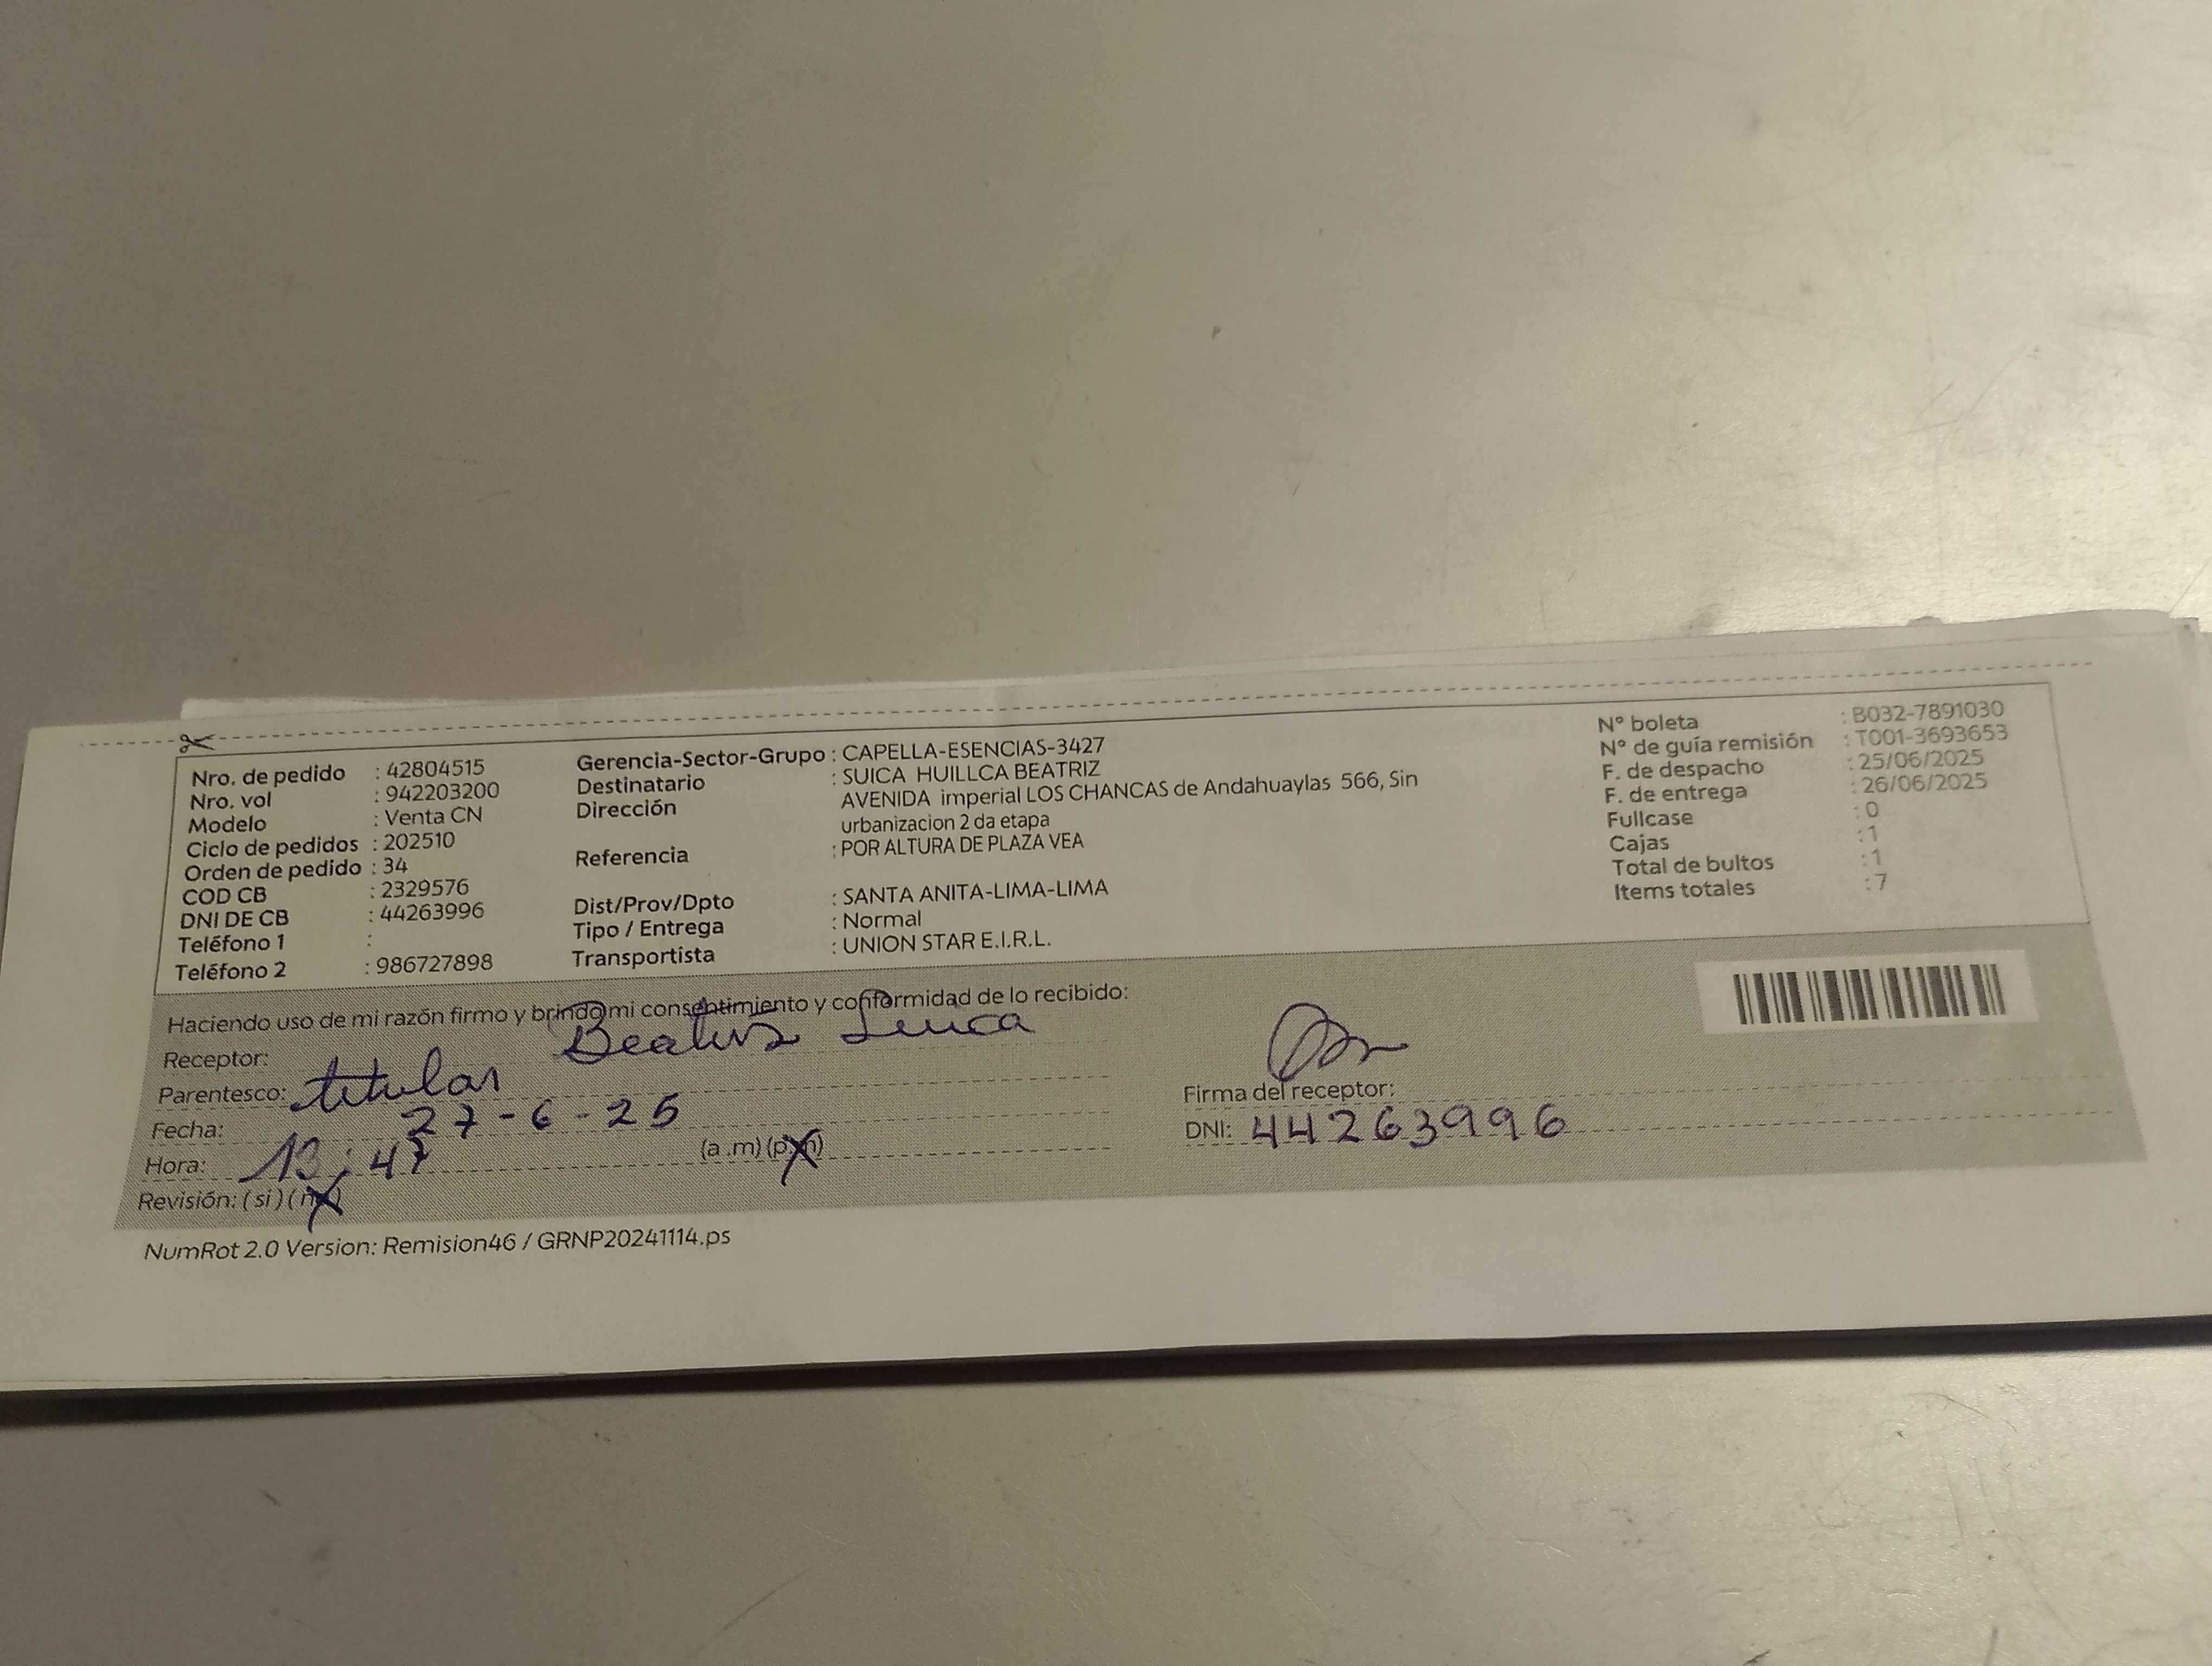 Nro. de pedido : 42804515
Nro. vol : 942203200
Modelo : Venta CN
Ciclo de pedidos : 202510
Orden de pedido : 34
COD CB : 2329576
DNI DE CB : 44263996
Teléfono 1 :
Teléfono 2 : 986727898
Gerencia-Sector-Grupo : CAPELLA-ESENCIAS-3427
Destinatario : SUICA HUILLCA BEATRIZ
Dirección AVENIDA imperial LOS CHANCAS de Andahuaylas 566, Sin
urbanizacion 2 da etapa
Referencia : POR ALTURA DE PLAZA VEA
Dist/Prov/Dpto : SANTA ANITA-LIMA-LIMA
Tipo / Entrega : Normal
Transportista : UNION STAR E.I.R.L.
N° boleta : B032-7891030
N° de guía remisión : T001-3693653
F. de despacho : 25/06/2025
F. de entrega : 26/06/2025
Fullcase : 0
Cajas : 1
Total de bultos : 1
Items totales : 7
Haciendo uso de mi razón firmo y brindo mi consentimiento y conformidad de lo recibido:
Receptor: Beatriz Suica
Parentesco: titular
Fecha: 27-6-25
Hora: 13:47 (a.m) (p.m)
Revisión: (si) (no)
Firma del receptor:
DNI: 44263996
NumRot 2.0 Version: Remision46 / GRNP20241114.ps